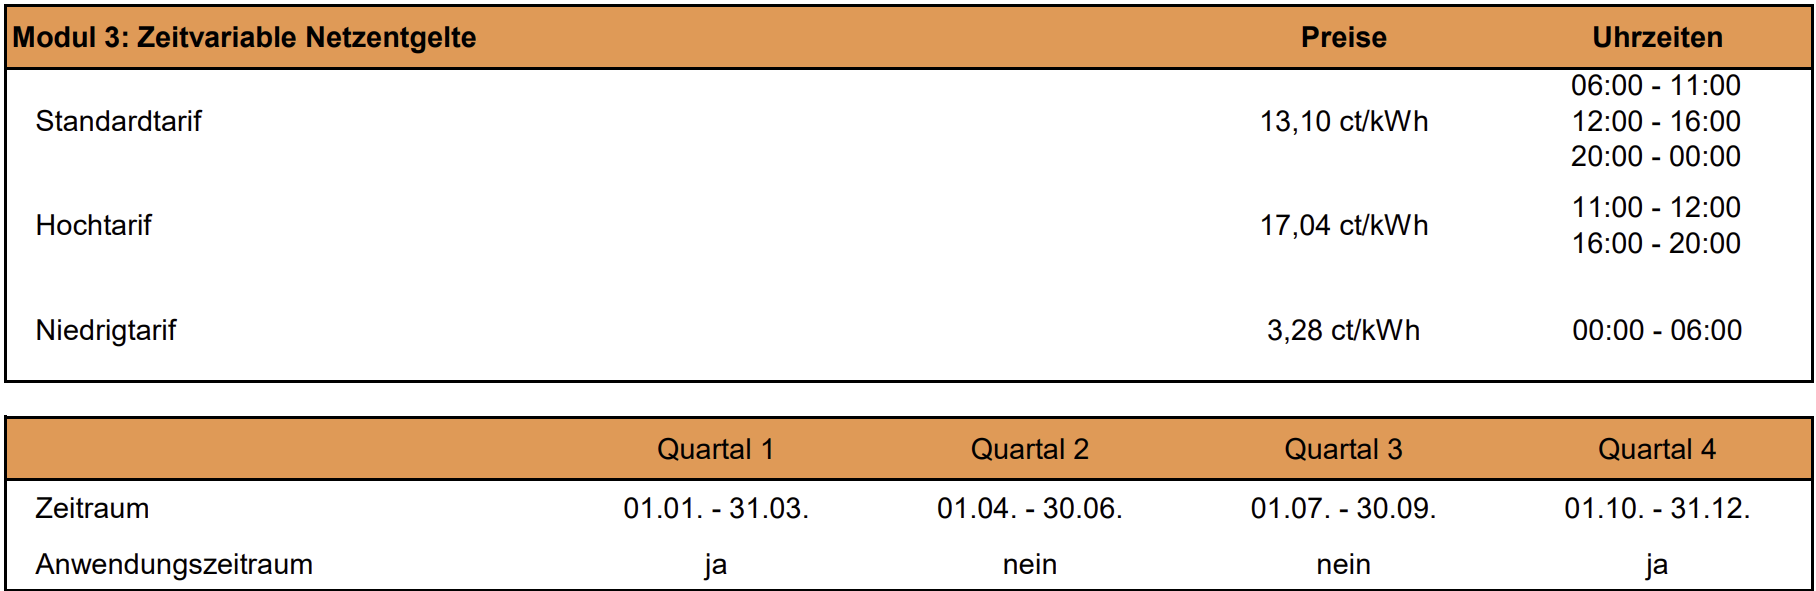 Modul 3: Zeitvariable Netzentgelte Preise Uhrzeiten
06:00 - 11:00
Standardtarif 13,10 ct/kWh 12:00 - 16:00
20:00 - 00:00
11:00 - 12:00
Hochtarif 17,04 ct/kWh
16:00 - 20:00
Niedrigtarif 3,28 ct/kWh 00:00 - 06:00
Quartal 1 Quartal 2 Quartal 3 Quartal 4
Zeitraum 01.01. - 31.03. 01.04. - 30.06. 01.07. - 30.09. 01.10. - 31.12.
Anwendungszeitraum ja nein nein ja